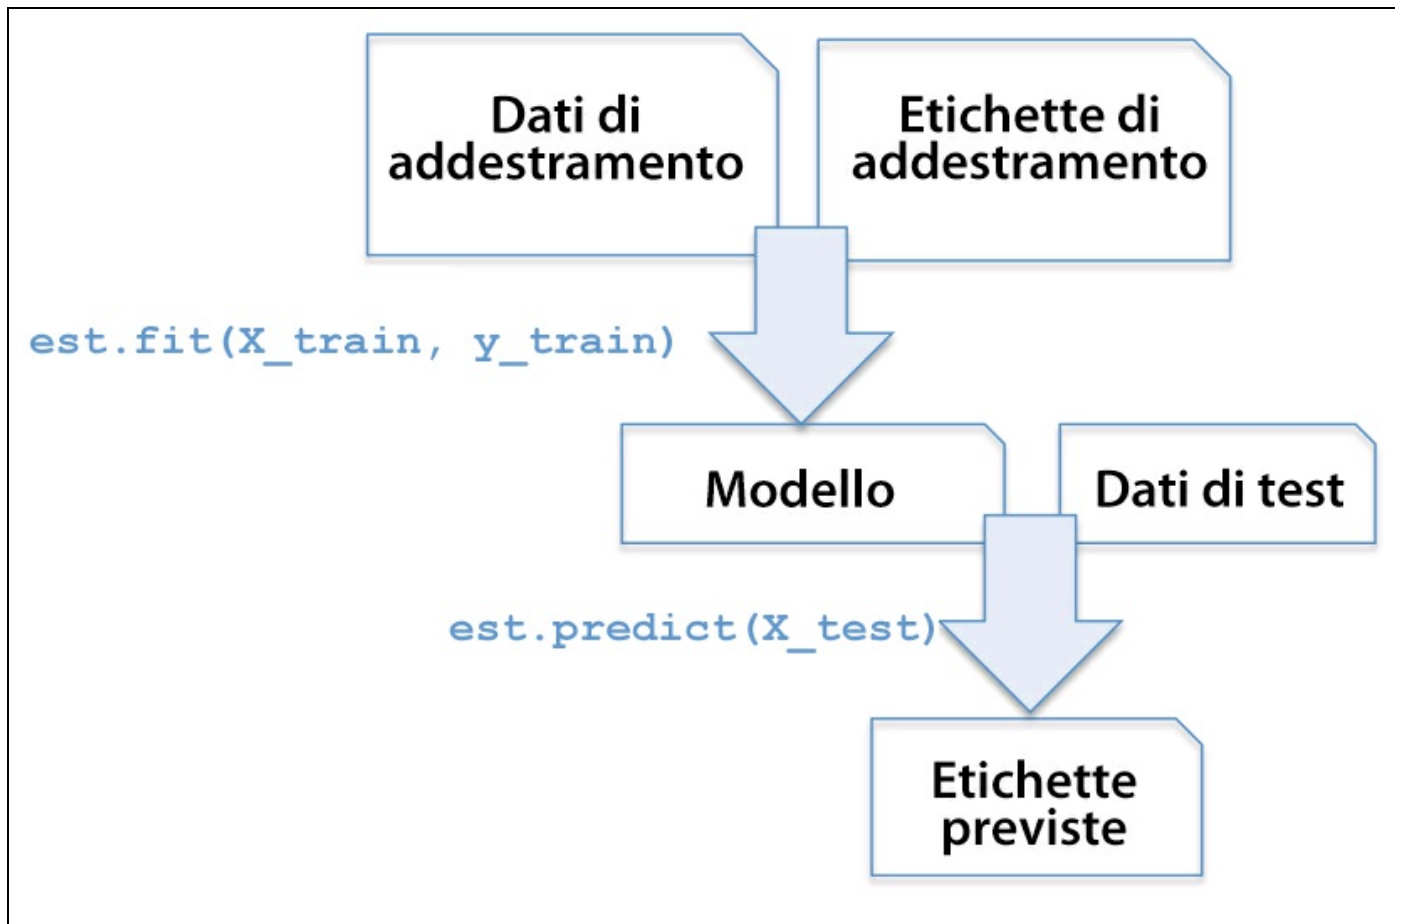 Dati di
addestramento
Etichette di
addestramento
est.fit(X_train, y_train)
Modello
Dati di test
est.predict(X_test)
Etichette
previste